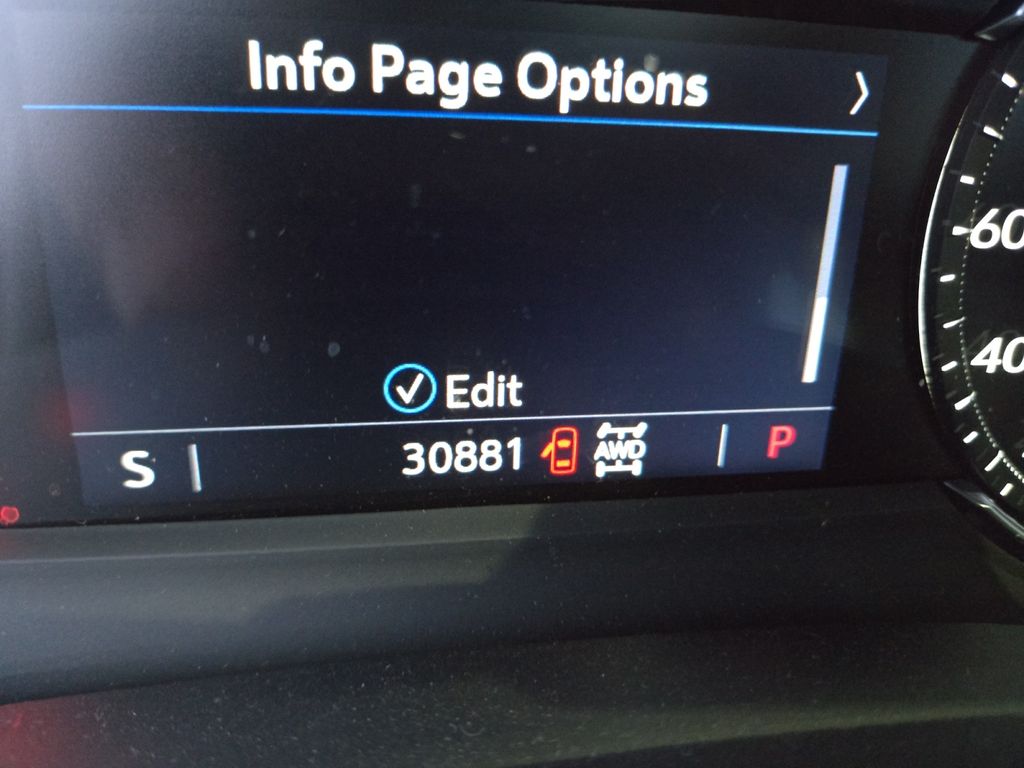 Info Page Options
60
40
Edit
S 30881 AWD P